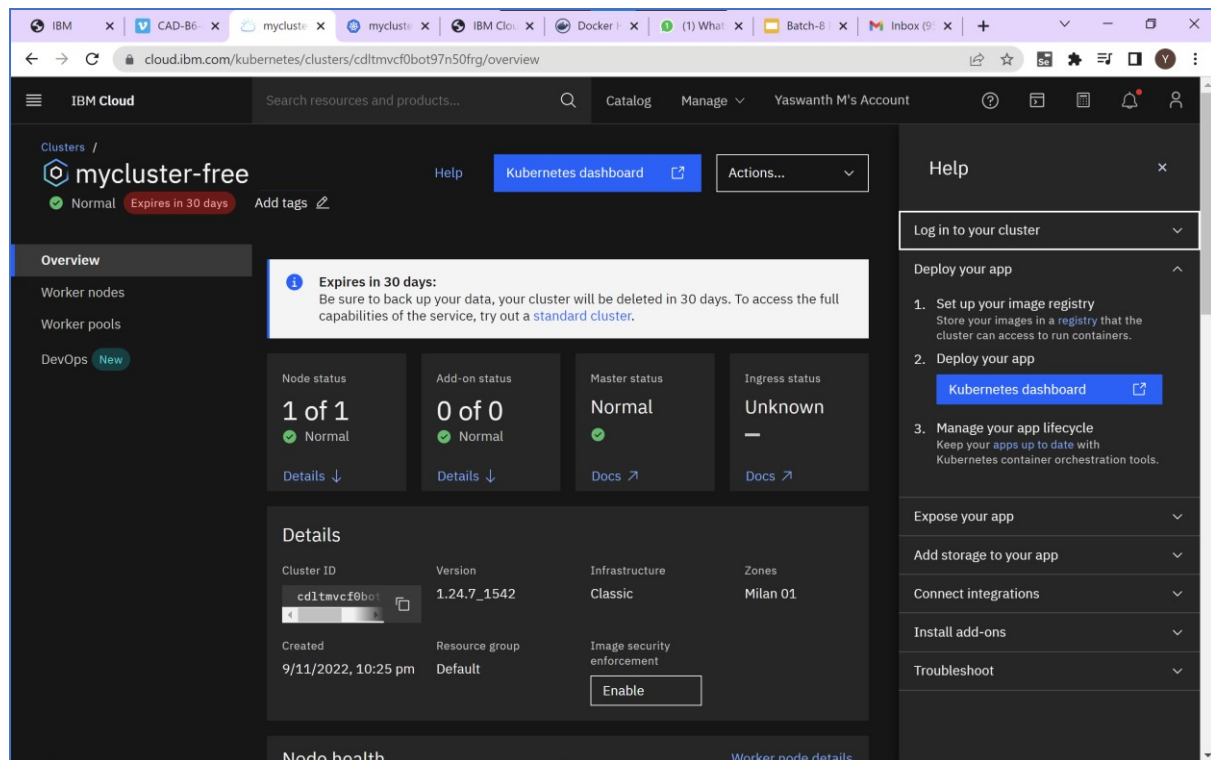 IBM
CAD-B6-
mycluste
mycluste
IBM Clou
Docker H
(1) What
Batch-8
Inbox (9
cloud.ibm.com/kubernetes/clusters/cdltmvcf0bot97n50frg/overview
Y
IBM Cloud
Search resources and products...
Catalog
Manage
Yaswanth M's Account
Clusters /
mycluster-free
Help
Kubernetes dashboard
Actions...
Normal
Expires in 30 days
Add tags
Overview
Worker nodes
Worker pools
DevOps New
Expires in 30 days:
Be sure to back up your data, your cluster will be deleted in 30 days. To access the full
capabilities of the service, try out a standard cluster.
Node status
1 of 1
Normal
Details
Add-on status
0 of 0
Normal
Details
Master status
Normal
Docs
Ingress status
Unknown
Docs
Details
Cluster ID
cdltmvcf0bot
Version
1.24.7_1542
Infrastructure
Classic
Zones
Milan 01
Created
9/11/2022, 10:25 pm
Resource group
Default
Image security
enforcement
Enable
Node health
Worker node details
Help
Log in to your cluster
Deploy your app
1. Set up your image registry
Store your images in a registry that the
cluster can access to run containers.
2. Deploy your app
Kubernetes dashboard
3. Manage your app lifecycle
Keep your apps up to date with
Kubernetes container orchestration tools.
Expose your app
Add storage to your app
Connect integrations
Install add-ons
Troubleshoot